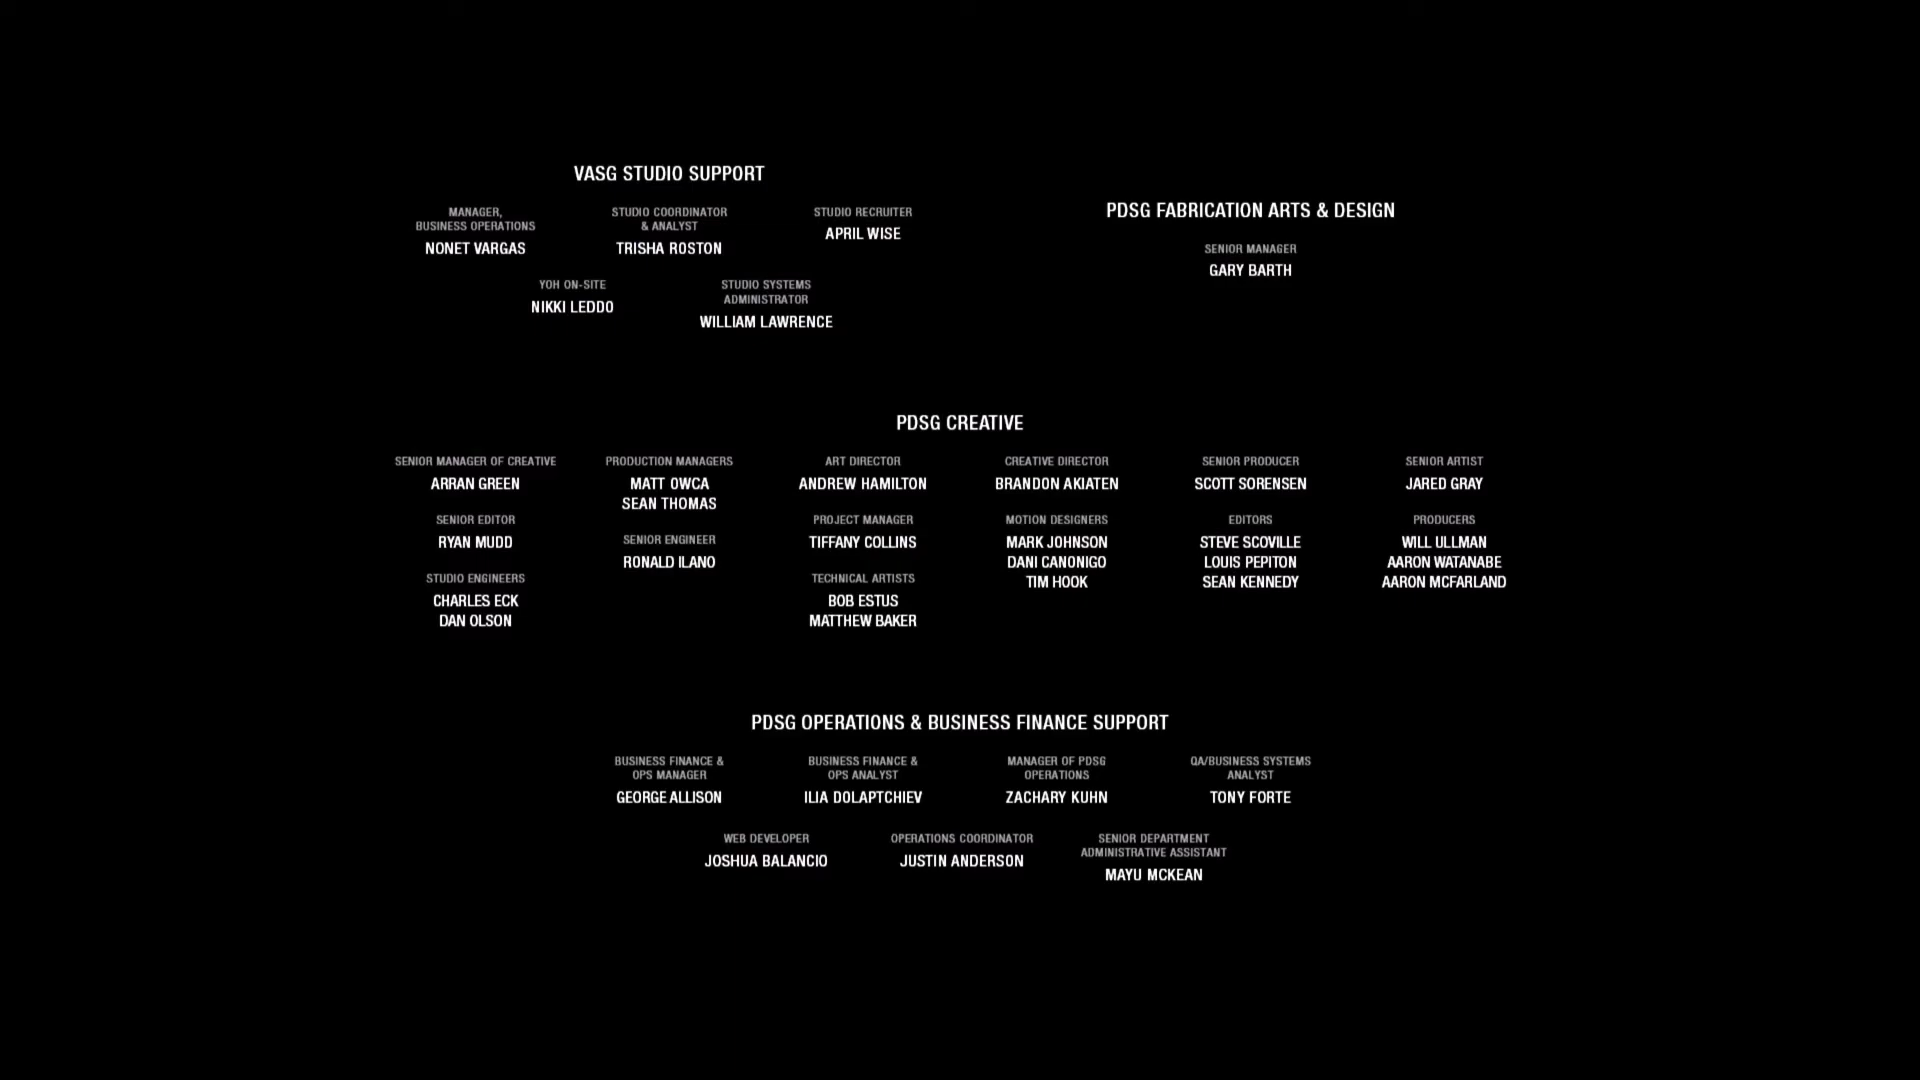 VASG STUDIO SUPPORT
MANAGER,
BUSINESS OPERATIONS
NONET VARGAS
STUDIO COORDINATOR
& ANALYST
TRISHA ROSTON
STUDIO RECRUITER
APRIL WISE
YOH ON-SITE
NIKKI LEDDO
STUDIO SYSTEMS
ADMINISTRATOR
WILLIAM LAWRENCE
PDSG FABRICATION ARTS & DESIGN
SENIOR MANAGER
GARY BARTH
PDSG CREATIVE
SENIOR MANAGER OF CREATIVE
ARRAN GREEN
SENIOR EDITOR
RYAN MUDD
STUDIO ENGINEERS
CHARLES ECK
DAN OLSON
PRODUCTION MANAGERS
MATT OWCA
SEAN THOMAS
SENIOR ENGINEER
RONALD ILANO
ART DIRECTOR
ANDREW HAMILTON
PROJECT MANAGER
TIFFANY COLLINS
TECHNICAL ARTISTS
BOB ESTUS
MATTHEW BAKER
CREATIVE DIRECTOR
BRANDON AKIATEN
MOTION DESIGNERS
MARK JOHNSON
DANI CANONIGO
TIM HOOK
SENIOR PRODUCER
SCOTT SORENSEN
EDITORS
STEVE SCOVILLE
LOUIS PEPITON
SEAN KENNEDY
SENIOR ARTIST
JARED GRAY
PRODUCERS
WILL ULLMAN
AARON WATANABE
AARON MCFARLAND
PDSG OPERATIONS & BUSINESS FINANCE SUPPORT
BUSINESS FINANCE &
OPS MANAGER
GEORGE ALLISON
BUSINESS FINANCE &
OPS ANALYST
ILIA DOLAPTCHIEV
MANAGER OF PDSG
OPERATIONS
ZACHARY KUHN
QA/BUSINESS SYSTEMS
ANALYST
TONY FORTE
WEB DEVELOPER
JOSHUA BALANCIO
OPERATIONS COORDINATOR
JUSTIN ANDERSON
SENIOR DEPARTMENT
ADMINISTRATIVE ASSISTANT
MAYU MCKEAN